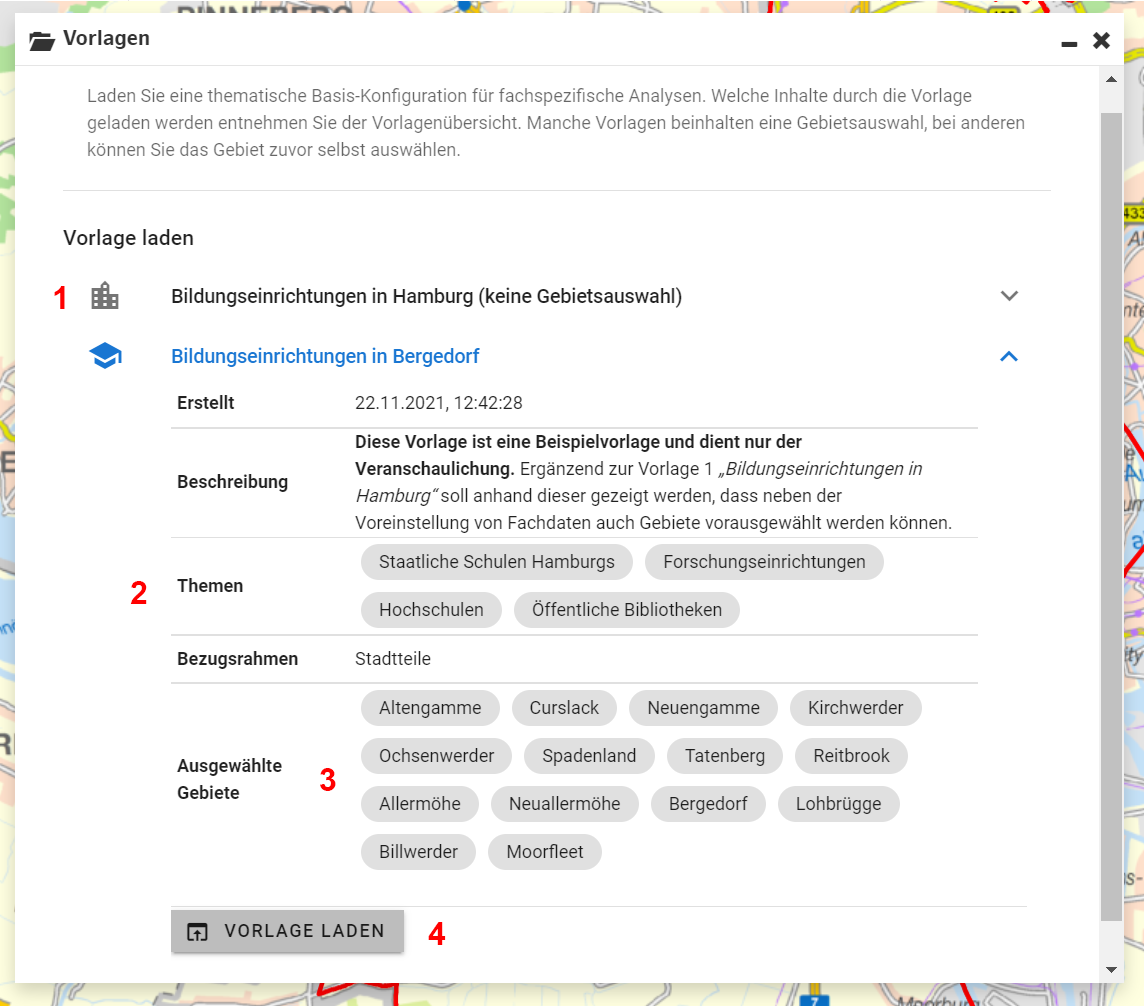 PINNEBERG
Vorlagen
Laden Sie eine thematische Basis-Konfiguration für fachspezifische Analysen. Welche Inhalte durch die Vorlage
geladen werden entnehmen Sie der Vorlagenübersicht. Manche Vorlagen beinhalten eine Gebietsauswahl, bei anderen
können Sie das Gebiet zuvor selbst auswählen.
Vorlage laden
1 Bildungseinrichtungen in Hamburg (keine Gebietsauswahl)
Bildungseinrichtungen in Bergedorf
Erstellt 22.11.2021, 12:42:28
Beschreibung
Diese Vorlage ist eine Beispielvorlage und dient nur der
Veranschaulichung. Ergänzend zur Vorlage 1 „Bildungseinrichtungen in
Hamburg“ soll anhand dieser gezeigt werden, dass neben der
Voreinstellung von Fachdaten auch Gebiete vorausgewählt werden können.
2 Themen
Staatliche Schulen Hamburgs Forschungseinrichtungen
Hochschulen Öffentliche Bibliotheken
Bezugsrahmen Stadtteile
Ausgewählte
Gebiete
3
Altengamme Curslack Neuengamme Kirchwerder
Ochsenwerder Spadenland Tatenberg Reitbrook
Allermöhe Neuallermöhe Bergedorf Lohbrügge
Billwerder Moorfleet
VORLAGE LADEN 4
433
7
Moorburg